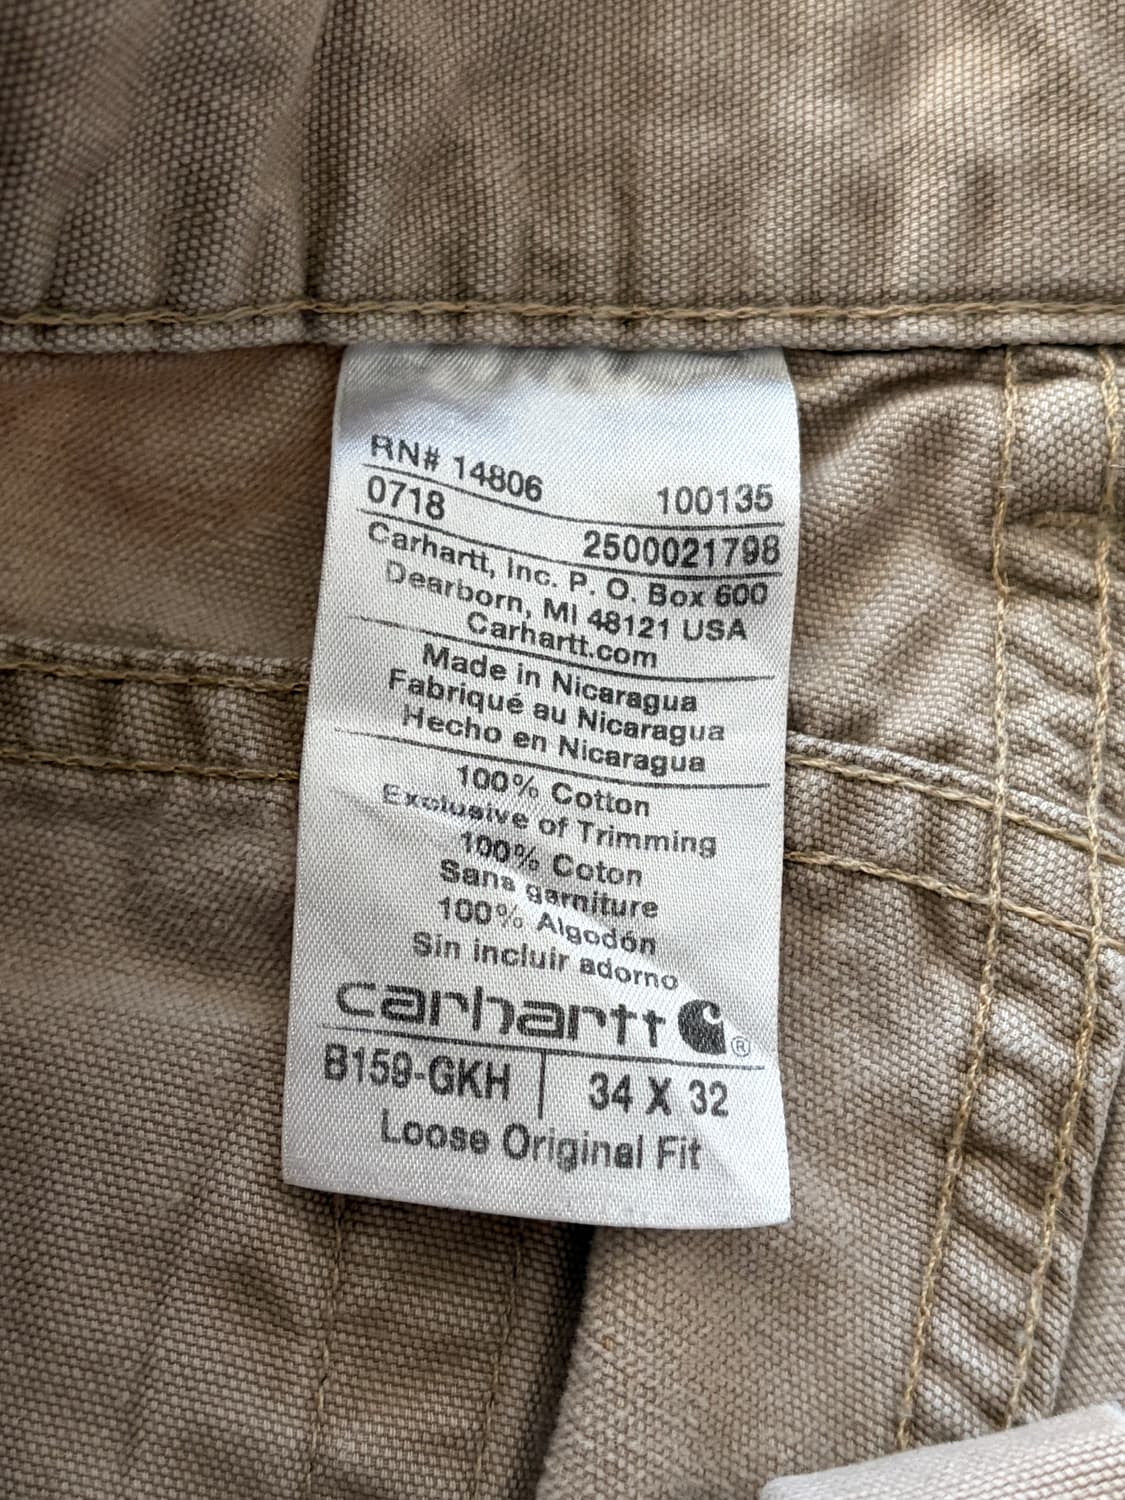 RN# 14806 100135
0718 2500021798
Carhartt, Inc. P. O. Box 600
Dearborn, MI 48121 USA
Carhartt.com
Made in Nicaragua
Fabriqué au Nicaragua
Hecho en Nicaragua
100% Cotton
Exclusive of Trimming
100% Coton
Sans garniture
100% Algodón
Sin incluir adorno
carhartt ®
B159-GKH 34 X 32
Loose Original Fit